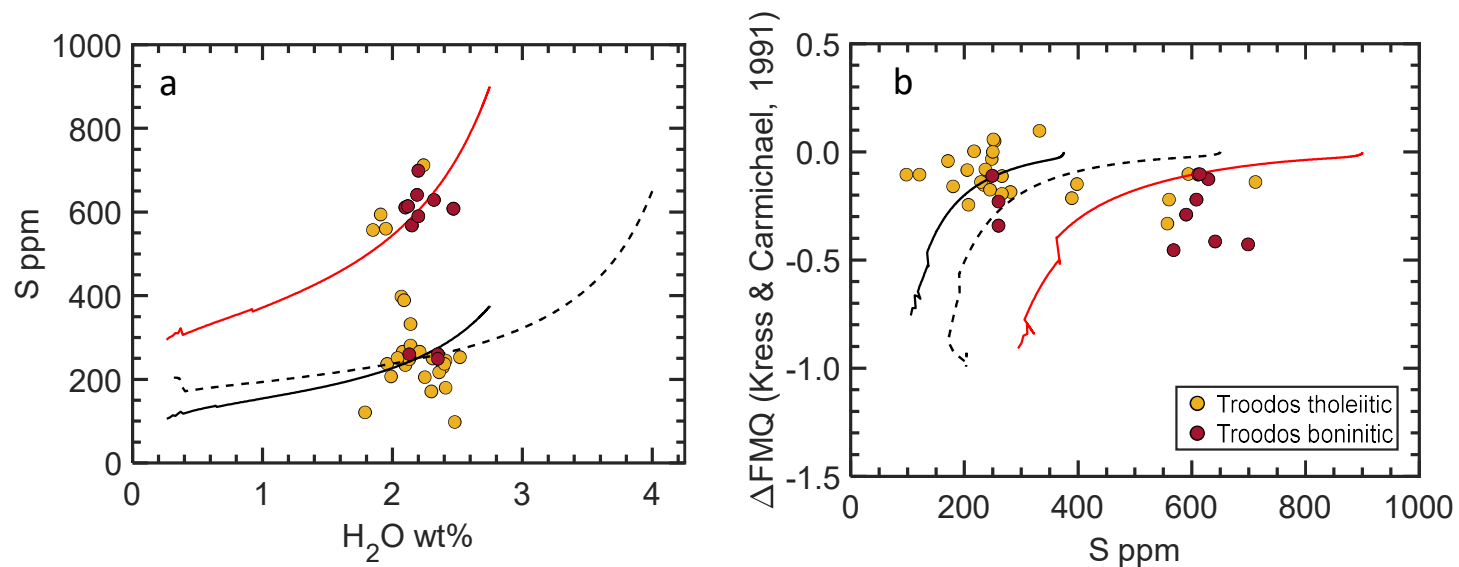 a
1000
800
600
400
200
0
S ppm
0 1 2 3 4
H₂O wt%
b
0.5
0.0
-0.5
-1.0
-1.5
ΔFMQ (Kress & Carmichael, 1991)
0 200 400 600 800 1000
S ppm
Troodos tholeiitic
Troodos boninitic